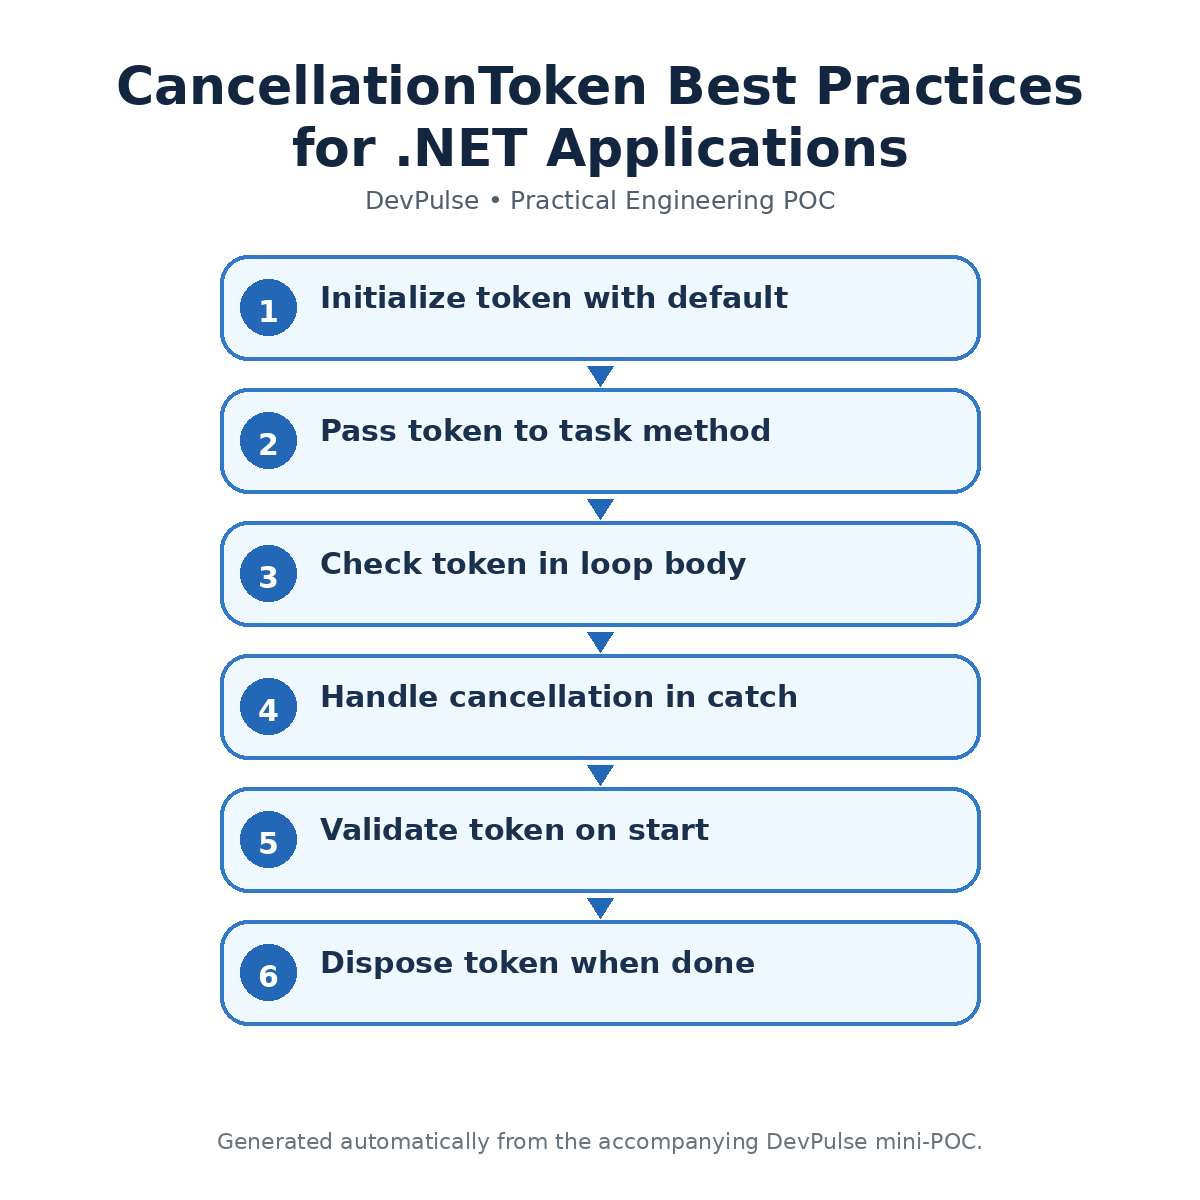 CancellationToken Best Practices
for .NET Applications
DevPulse • Practical Engineering POC
1 Initialize token with default
2 Pass token to task method
3 Check token in loop body
4 Handle cancellation in catch
5 Validate token on start
6 Dispose token when done
Generated automatically from the accompanying DevPulse mini-POC.